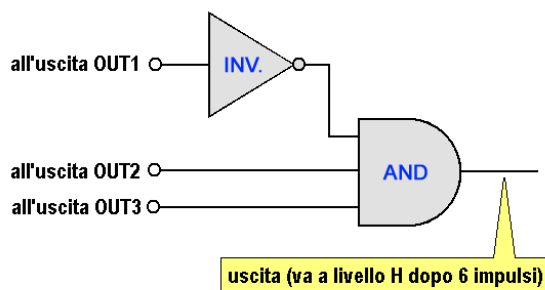 INV.
all'uscita OUT1
AND
all'uscita OUT2
all'uscita OUT3
uscita (va a livello H dopo 6 impulsi)